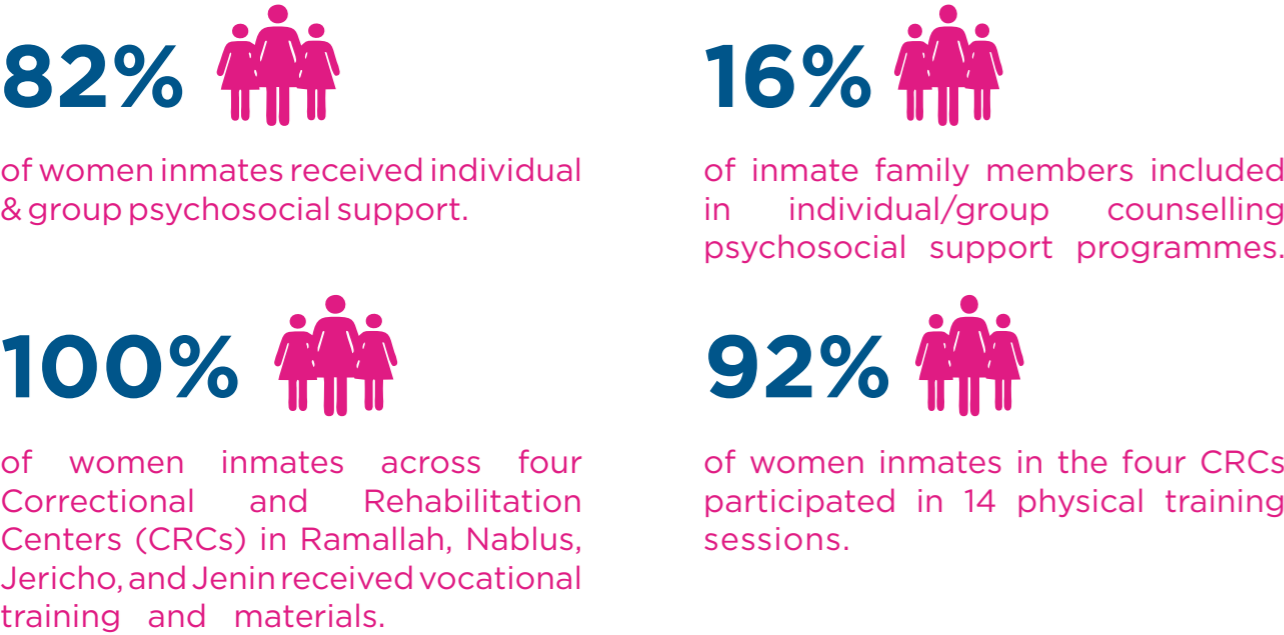 82%
of women inmates received individual
& group psychosocial support.
16%
of inmate family members included
in individual/group counselling
psychosocial support programmes.
100%
of women inmates across four
Correctional and Rehabilitation
Centers (CRCs) in Ramallah, Nablus,
Jericho, and Jenin received vocational
training and materials.
92%
of women inmates in the four CRCs
participated in 14 physical training
sessions.